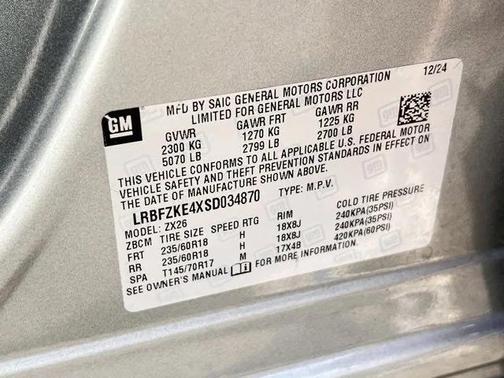 GM
MFD BY SAIC GENERAL MOTORS CORPORATION 12/24
LIMITED FOR GENERAL MOTORS LLC
GVWR GAWR FRT GAWR RR
2300 KG 1270 KG 1225 KG
5070 LB 2799 LB 2700 LB
THIS VEHICLE CONFORMS TO ALL APPLICABLE U.S. FEDERAL MOTOR
VEHICLE SAFETY AND THEFT PREVENTION STANDARDS IN EFFECT ON
THE DATE OF MANUFACTURE SHOWN ABOVE.
LRBFZKE4XSD034870 TYPE: M.P.V.
MODEL: ZX26
ZBCM TIRE SIZE SPEED RTG RIM COLD TIRE PRESSURE
FRT 235/60R18 H 18X8J 240KPA(35PSI)
RR 235/60R18 H 18X8J 240KPA(35PSI)
SPA T145/70R17 M 17X4B 420KPA(60PSI)
SEE OWNER'S MANUAL FOR MORE INFORMATION.